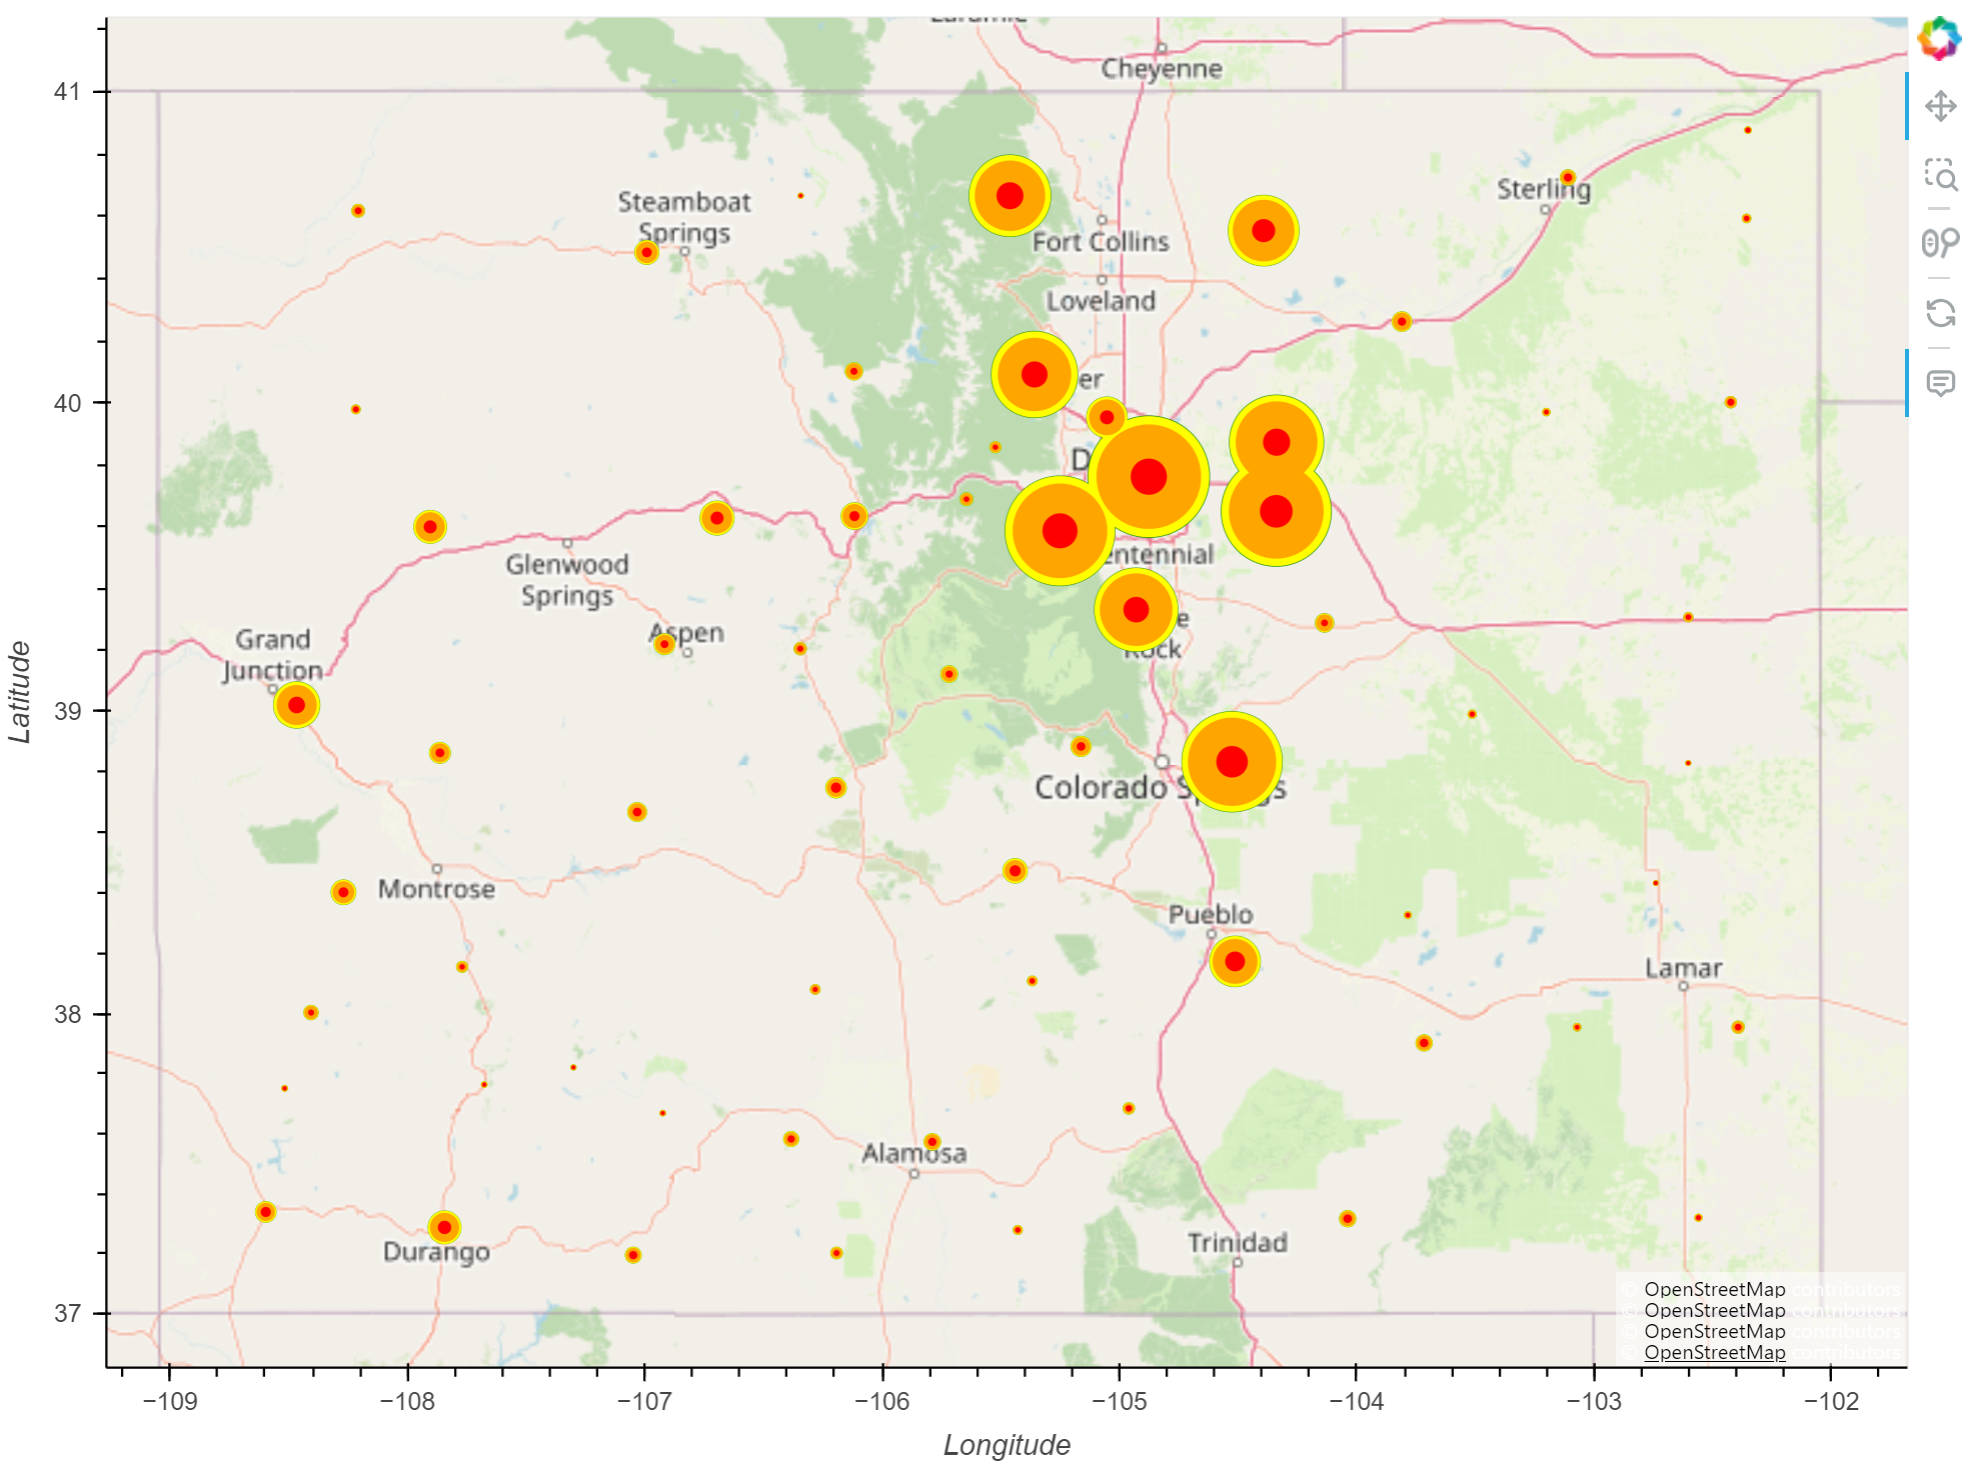 Laramie
Cheyenne
41
Steamboat
Springs
Sterling
Fort Collins
Loveland
er
40
D
entennial
Glenwood
Springs
e
Rock
Grand
Junction
Aspen
39
Colorado Springs
Montrose
Pueblo
Lamar
38
Alamosa
Durango
Trinidad
37
© OpenStreetMap contributors
© OpenStreetMap contributors
© OpenStreetMap contributors
© OpenStreetMap contributors
−109 −108 −107 −106 −105 −104 −103 −102
Longitude
Latitude